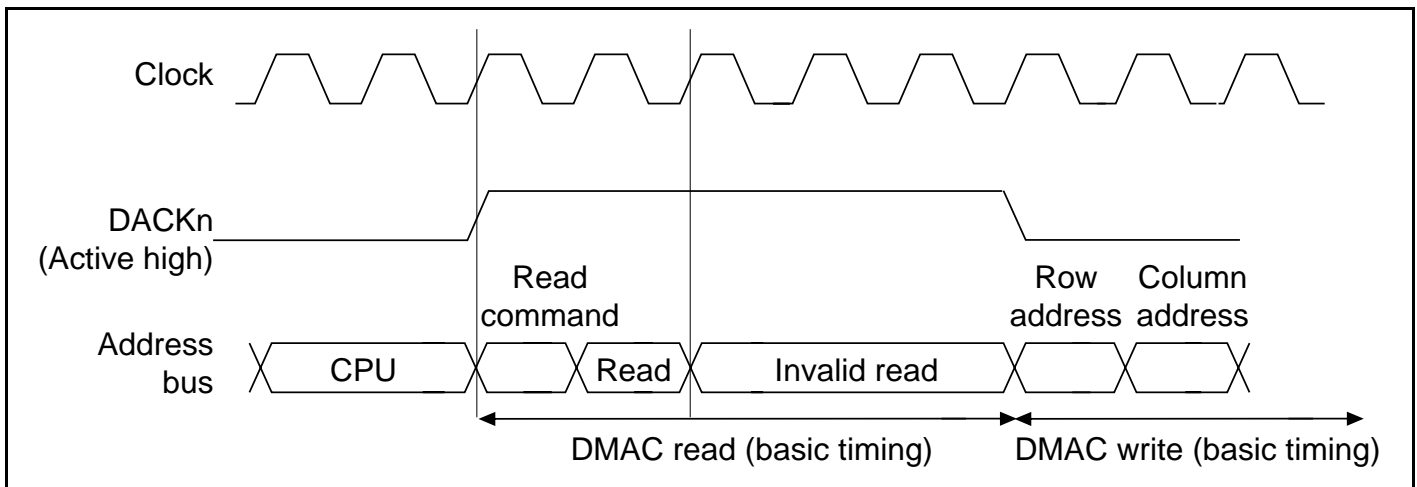 Clock
DACKn
(Active high)
Read
command
Row
address
Column
address
Address
bus
CPU
Read
Invalid read
DMAC read (basic timing)
DMAC write (basic timing)